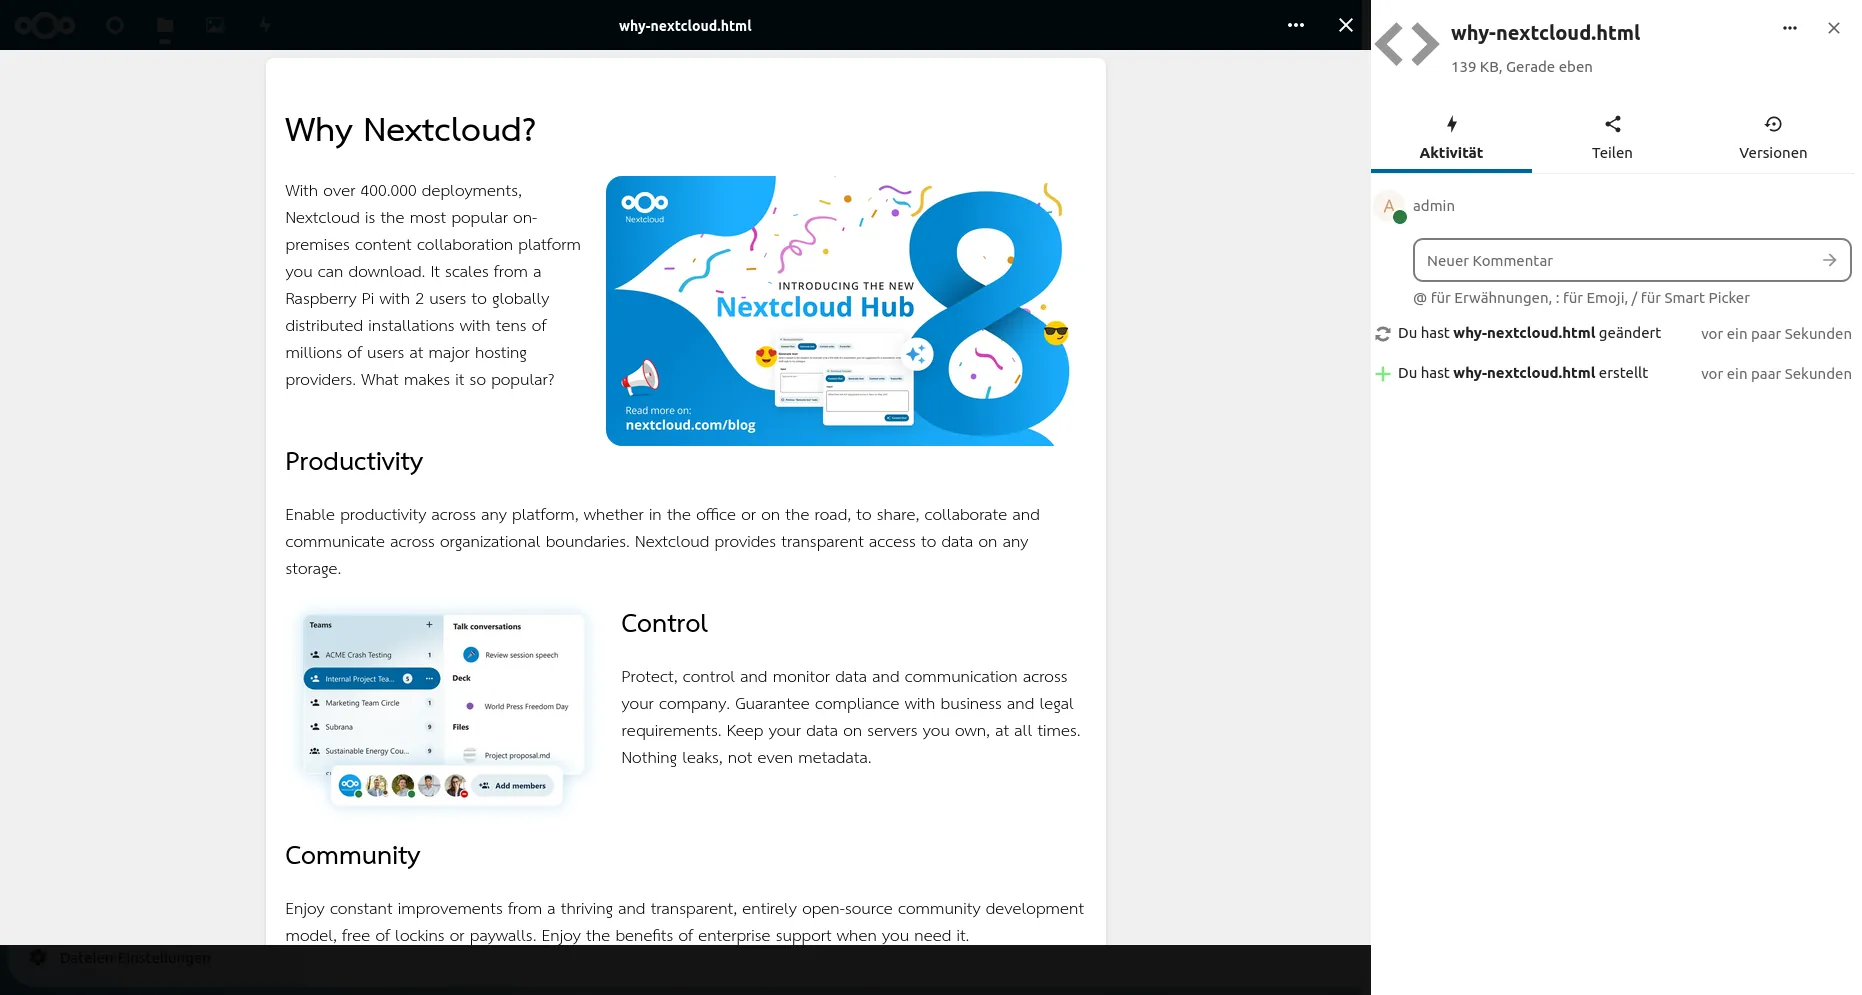 why-nextcloud.html
Why Nextcloud?
With over 400.000 deployments,
Nextcloud is the most popular on-
premises content collaboration platform
you can download. It scales from a
Raspberry Pi with 2 users to globally
distributed installations with tens of
millions of users at major hosting
providers. What makes it so popular?
Nextcloud
INTRODUCING THE NEW
Nextcloud Hub 8
Read more on:
nextcloud.com/blog
Productivity
Enable productivity across any platform, whether in the office or on the road, to share, collaborate and
communicate across organizational boundaries. Nextcloud provides transparent access to data on any
storage.
Teams +
ACME Crash Testing 1
Internal Project Tea... 5 ...
Marketing Team Circle 1
Subrana 9
Sustainable Energy Cou... 9
Talk conversations
Review session speech
Deck
World Press Freedom Day
Files
Project proposal.md
Add members
Control
Protect, control and monitor data and communication across
your company. Guarantee compliance with business and legal
requirements. Keep your data on servers you own, at all times.
Nothing leaks, not even metadata.
Community
Enjoy constant improvements from a thriving and transparent, entirely open-source community development
model, free of lockins or paywalls. Enjoy the benefits of enterprise support when you need it.
Dateien Einstellungen
why-nextcloud.html
139 KB, Gerade eben
Aktivität
Teilen
Versionen
A admin
Neuer Kommentar
@ für Erwähnungen, : für Emoji, / für Smart Picker
Du hast why-nextcloud.html geändert vor ein paar Sekunden
Du hast why-nextcloud.html erstellt vor ein paar Sekunden